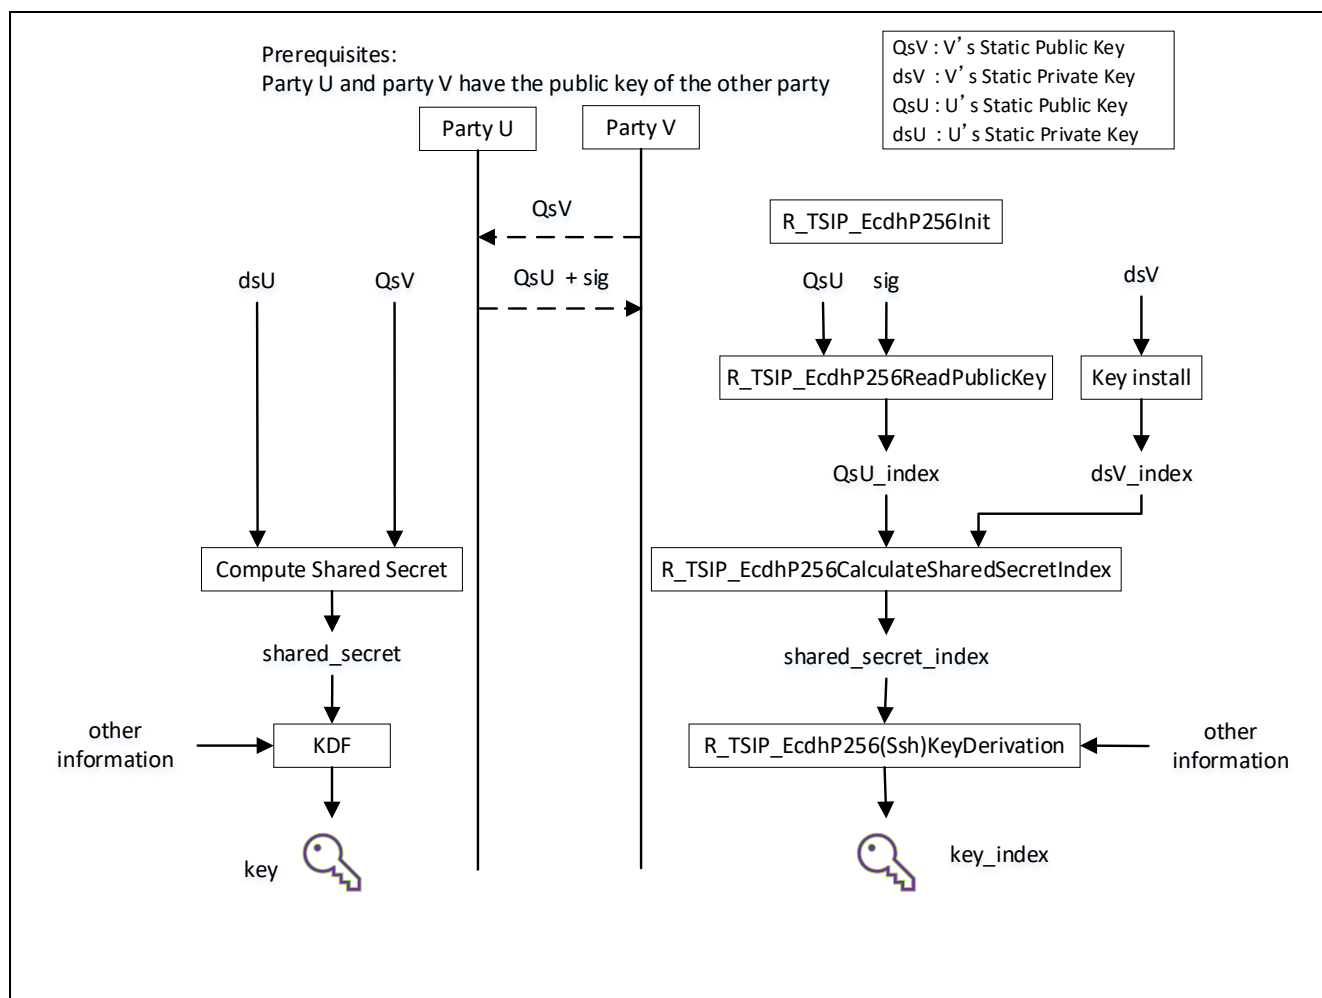 Prerequisites:
Party U and party V have the public key of the other party
QsV : V’s Static Public Key
dsV : V’s Static Private Key
QsU : U’s Static Public Key
dsU : U’s Static Private Key
Party U
Party V
QsV
R_TSIP_EcdhP256Init
dsU
QsV
QsU + sig
QsU
sig
dsV
R_TSIP_EcdhP256ReadPublicKey
Key install
QsU_index
dsV_index
Compute Shared Secret
R_TSIP_EcdhP256CalculateSharedSecretIndex
shared_secret
shared_secret_index
other
information
KDF
R_TSIP_EcdhP256(Ssh)KeyDerivation
other
information
key
key_index